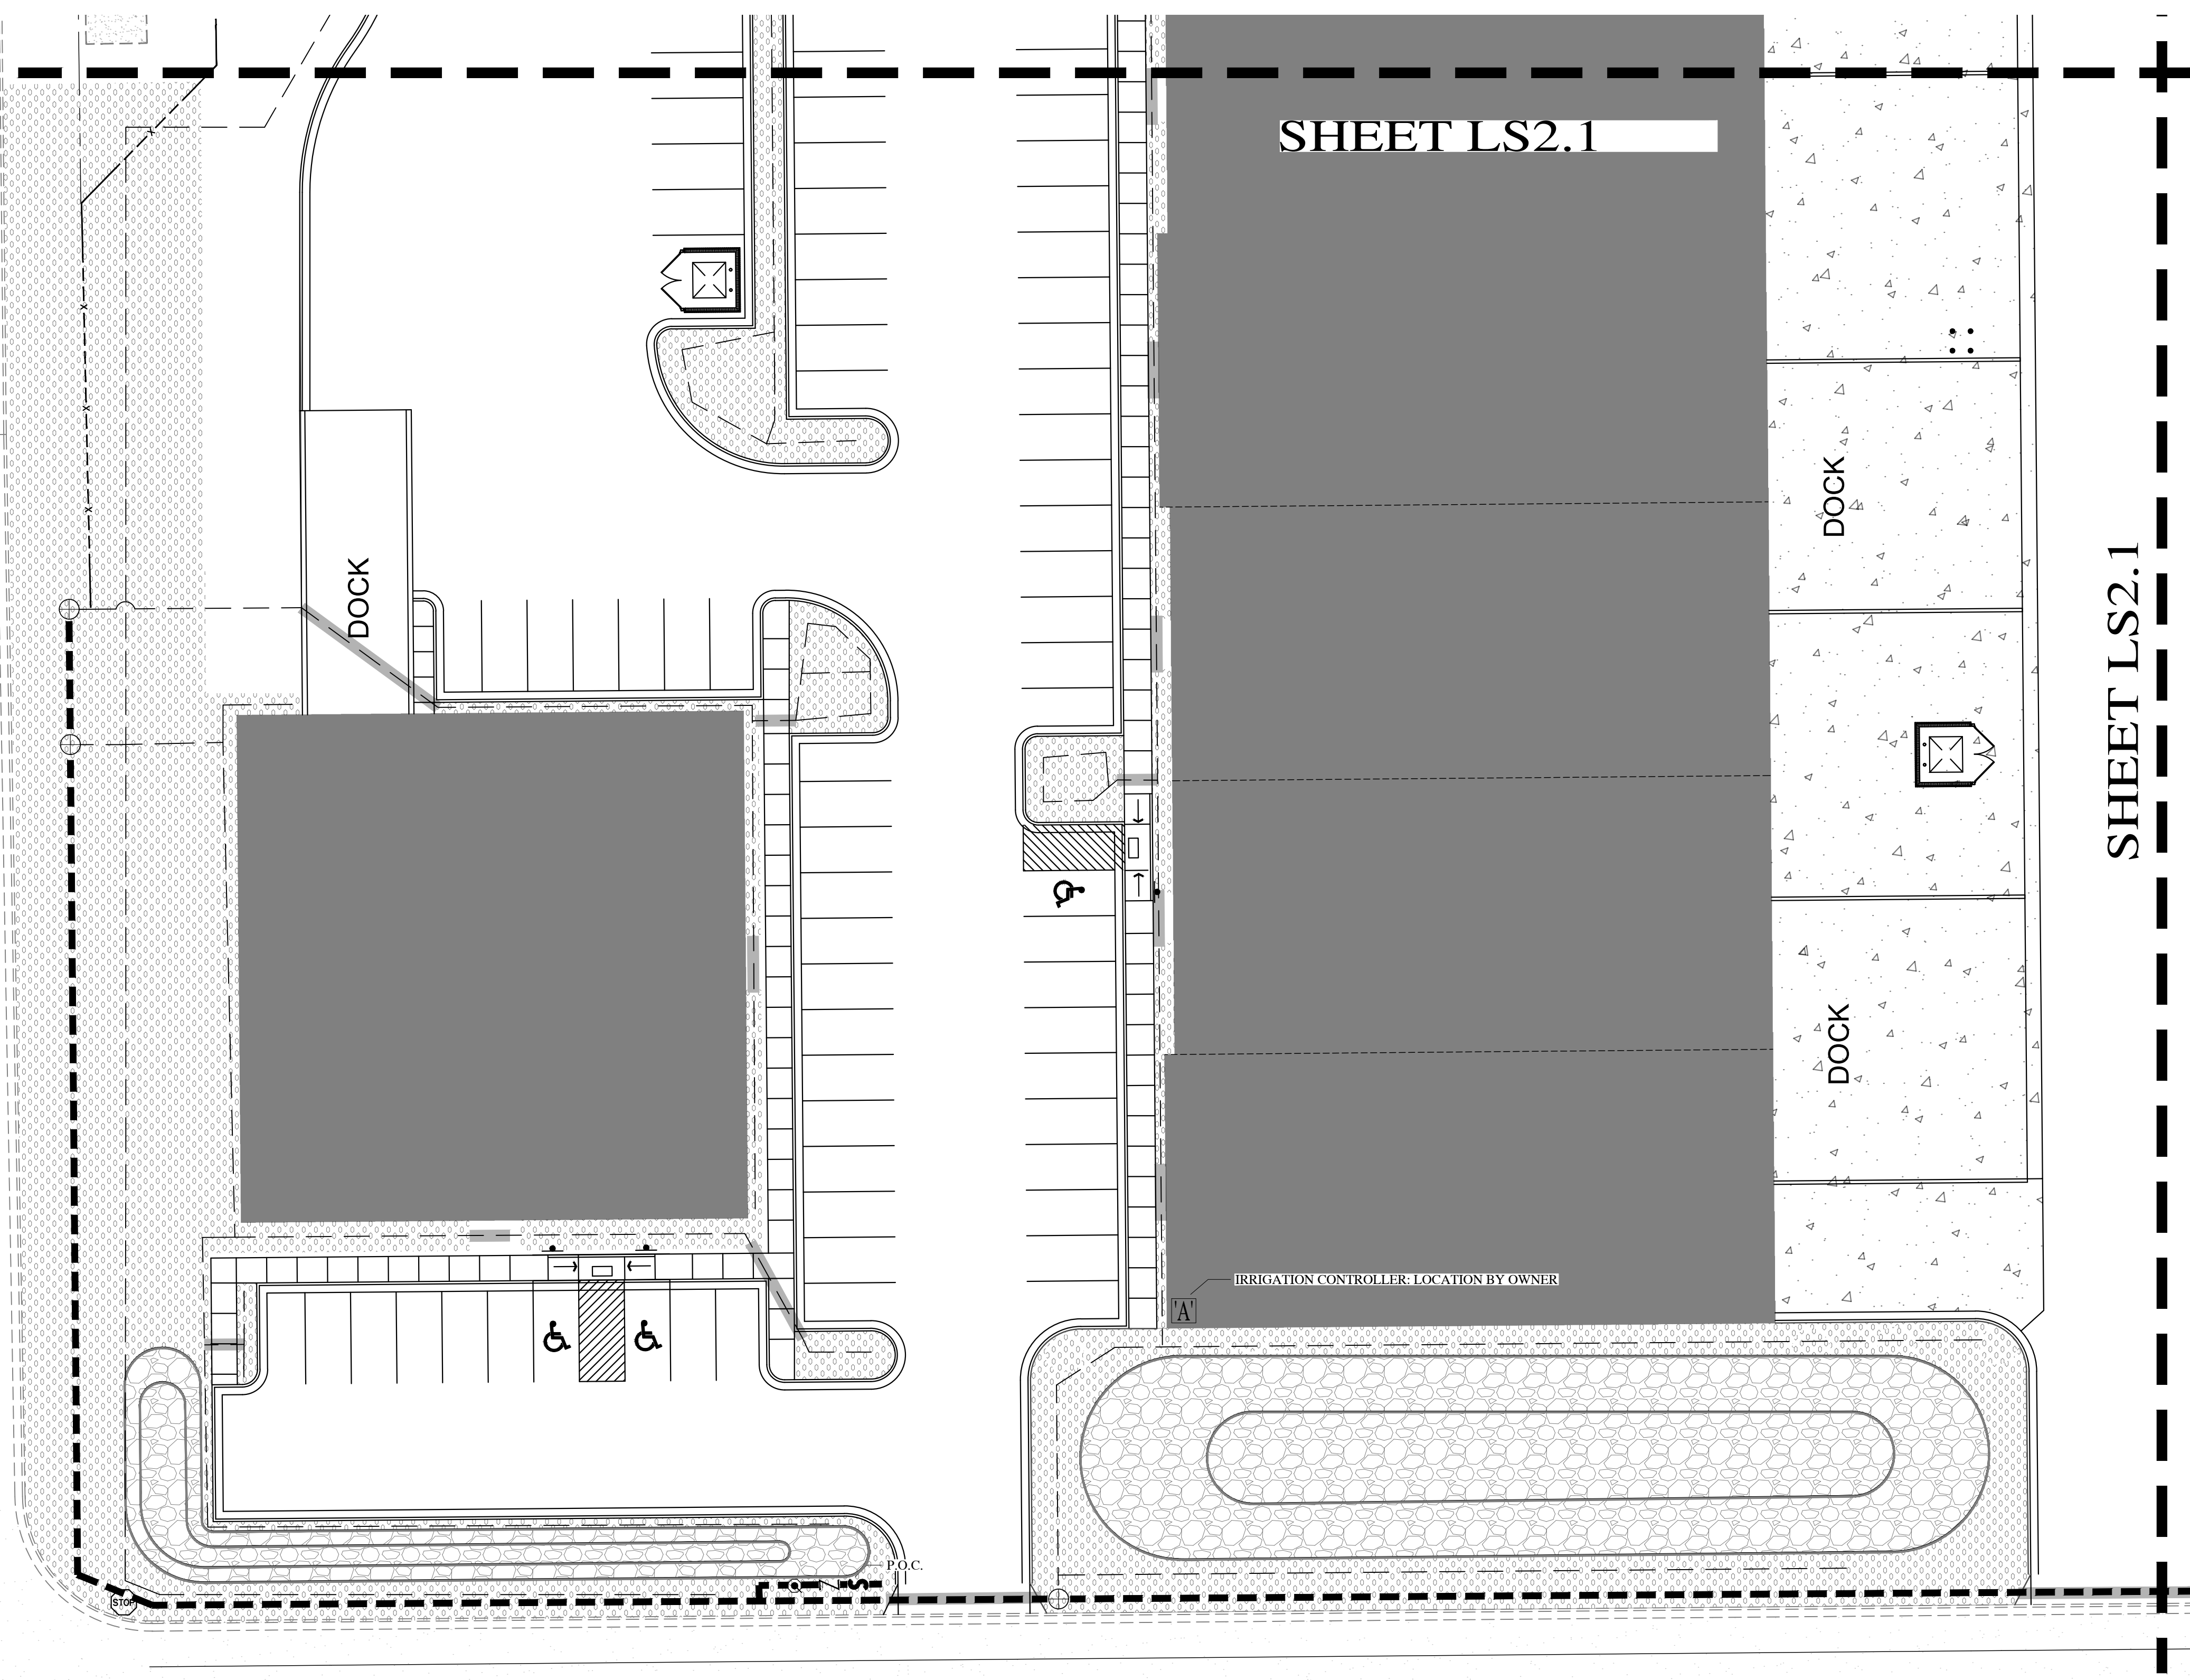 SHEET LS2.1
DOCK
DOCK
SHEET LS2.1
DOCK
IRRIGATION CONTROLLER: LOCATION BY OWNER
'A'
P.O.C.
S
STOP